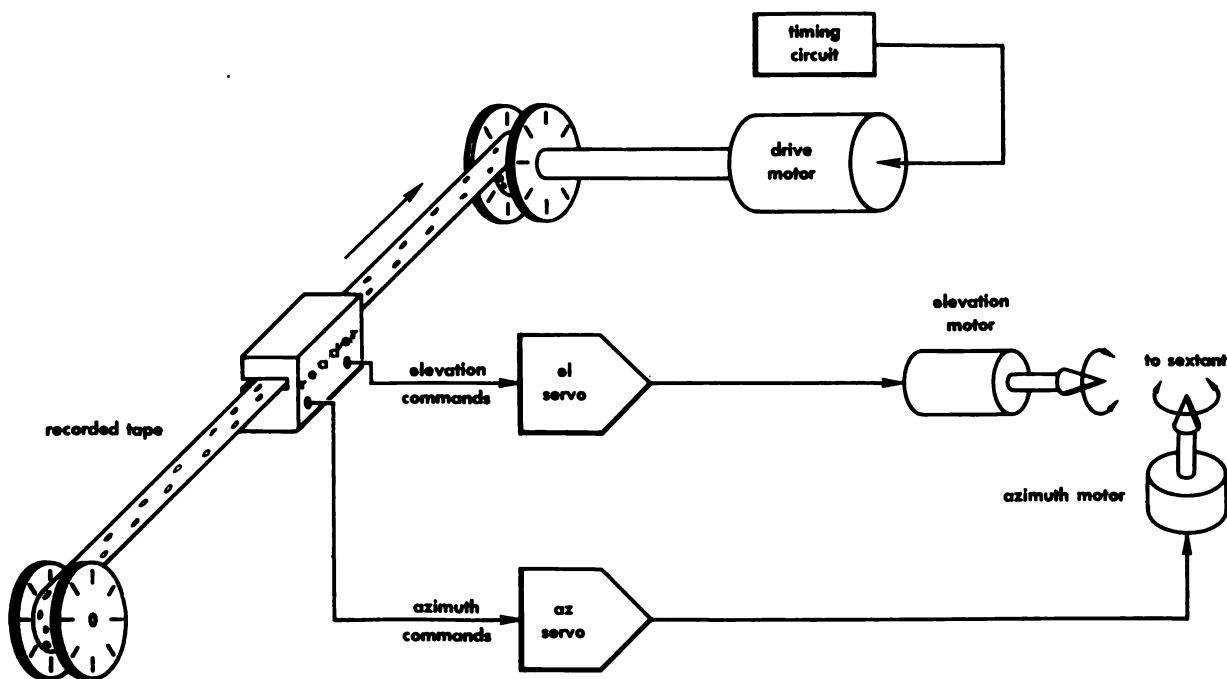 timing
circuit
drive
motor
reader
elevation
motor
to sextant
elevation
commands
el
servo
recorded tape
azimuth motor
azimuth
commands
az
servo